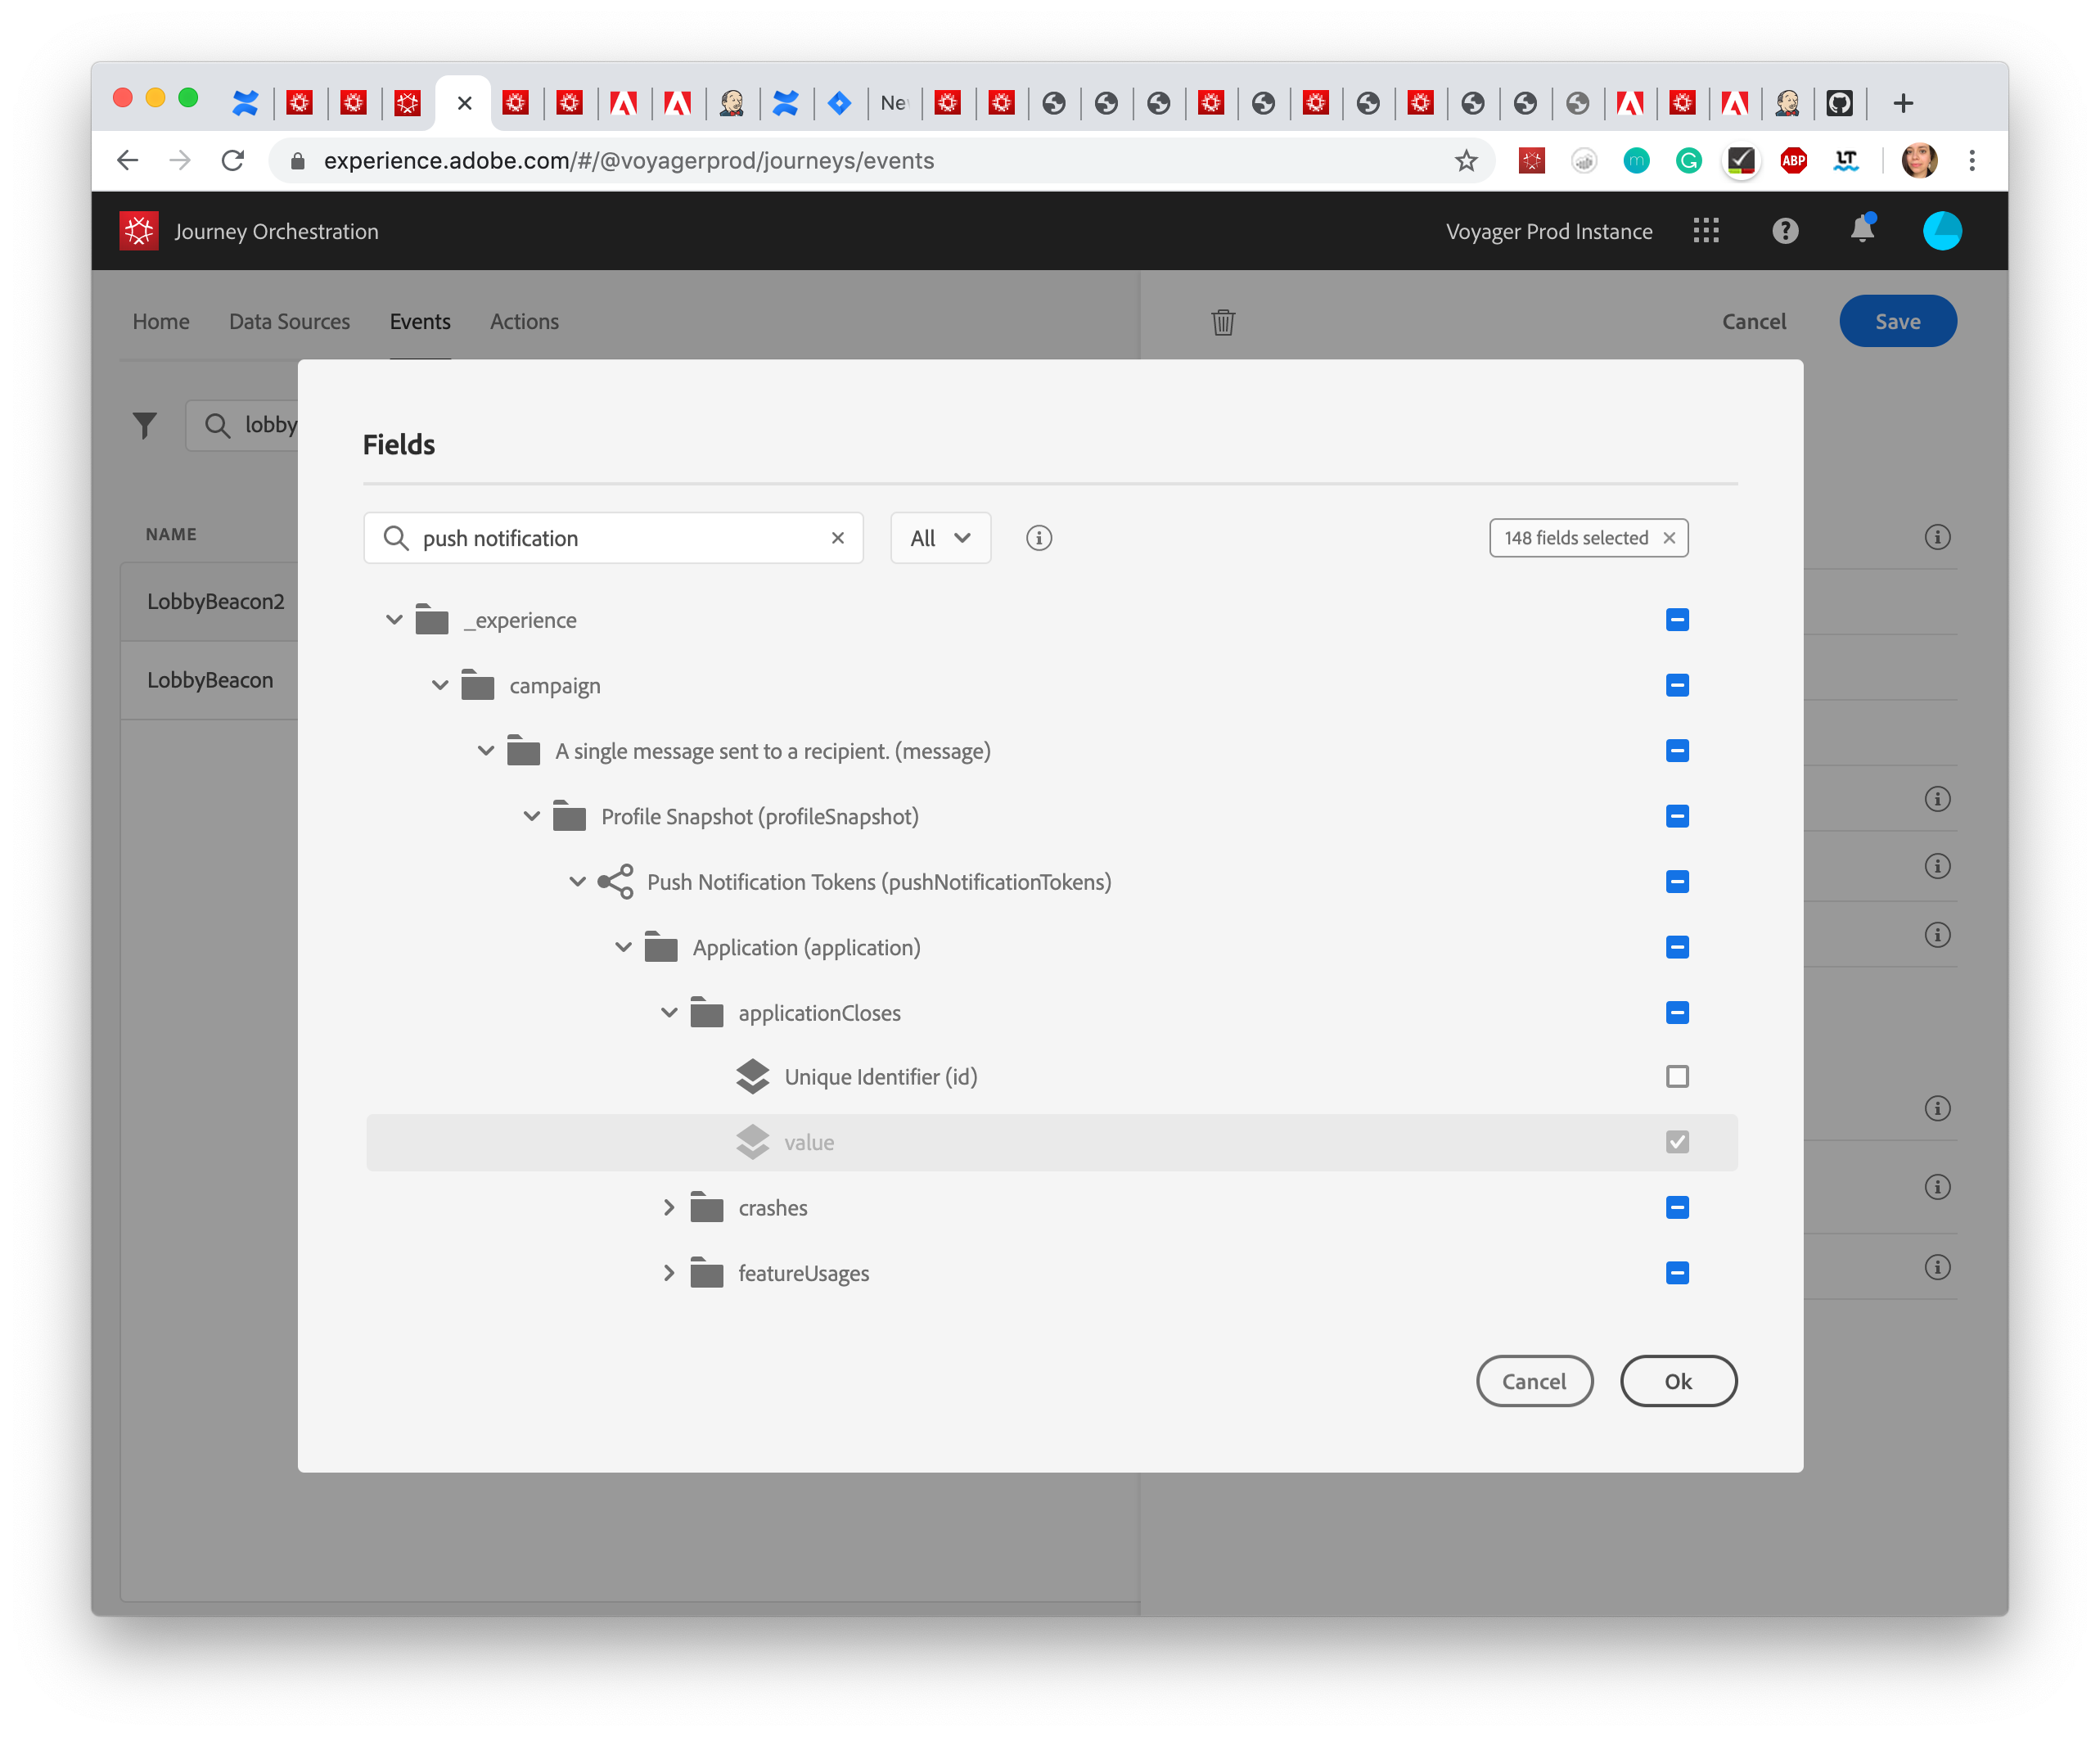 Ne
experience.adobe.com/#/@voyagerprod/journeys/events
ABP
LT
Journey Orchestration
Voyager Prod Instance
Home
Data Sources
Events
Actions
Cancel
Save
lobby
NAME
LobbyBeacon2
LobbyBeacon
Fields
push notification
All
148 fields selected
_experience
campaign
A single message sent to a recipient. (message)
Profile Snapshot (profileSnapshot)
Push Notification Tokens (pushNotificationTokens)
Application (application)
applicationCloses
Unique Identifier (id)
value
crashes
featureUsages
Cancel
Ok